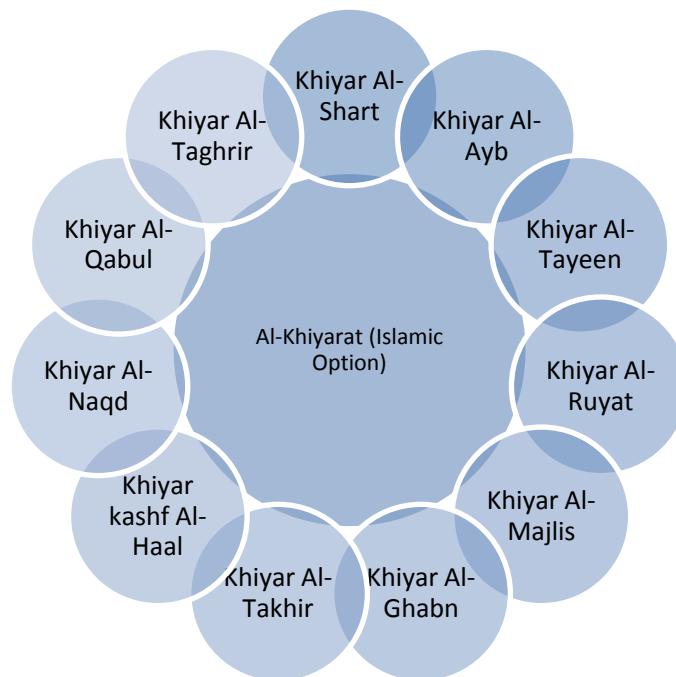 Khiyar Al-
Shart
Khiyar Al-
Ayb
Khiyar Al-
Tayeen
Khiyar Al-
Ruyat
Khiyar Al-
Majlis
Khiyar Al-
Ghabn
Khiyar Al-
Takhir
Khiyar
kashf Al-
Haal
Khiyar Al-
Naqd
Khiyar Al-
Qabul
Khiyar Al-
Taghrir
Al-Khiyarat (Islamic
Option)